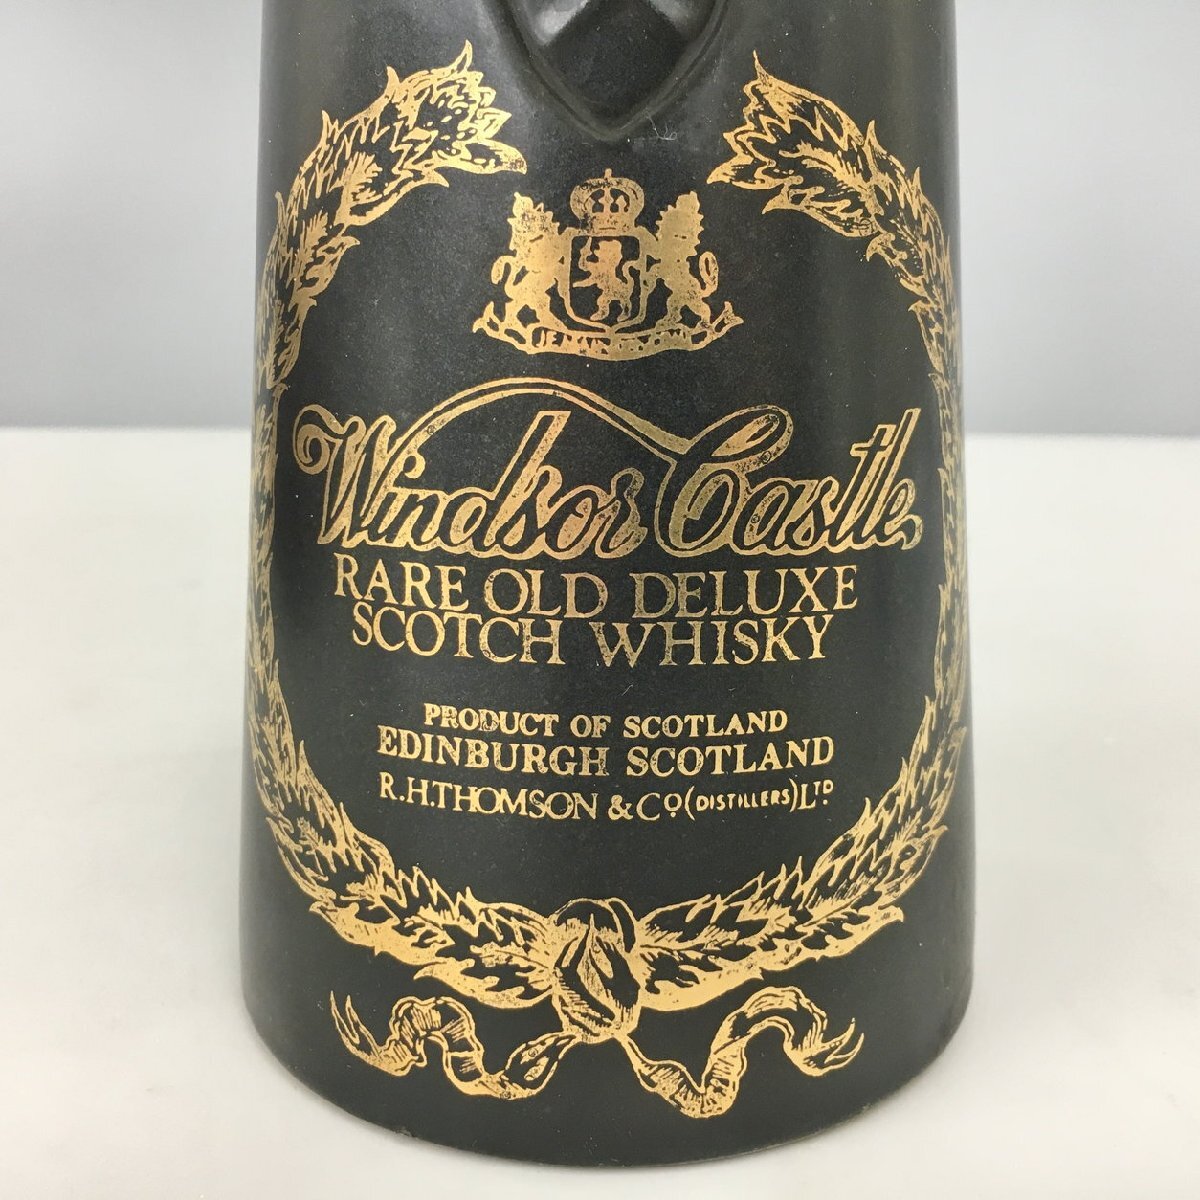 Windsor Castle
RARE OLD DELUXE
SCOTCH WHISKY
PRODUCT OF SCOTLAND
EDINBURGH SCOTLAND
R.H.THOMSON & Cº (DISTILLERS) LTD